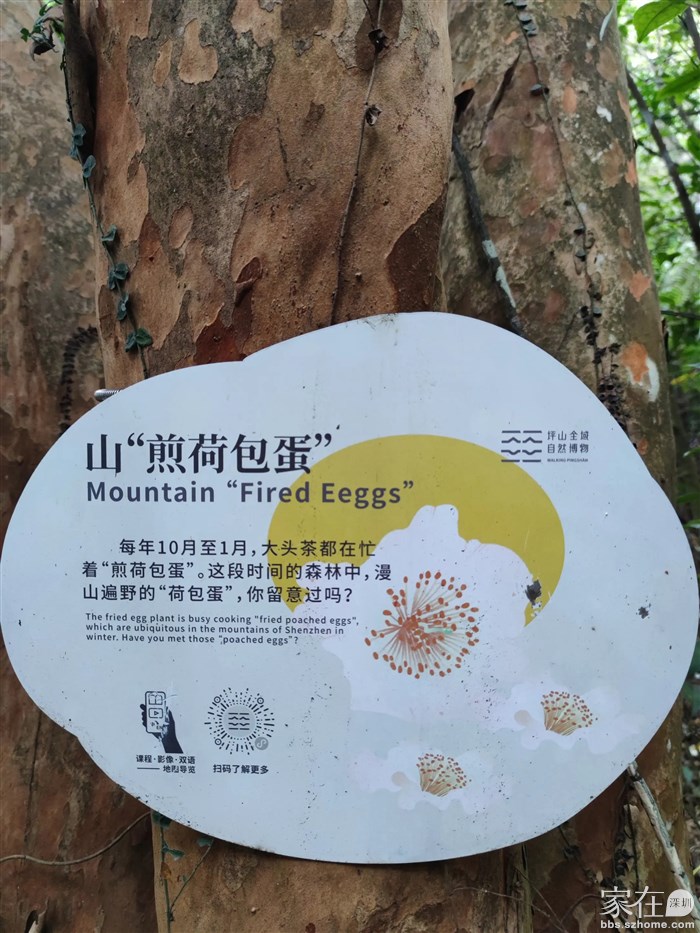 山“煎荷包蛋”
Mountain “Fired Eeggs”
坪山全域
自然博物
WALKING PINGSHAN
每年10月至1月，大头茶都在忙
着“煎荷包蛋”。这段时间的森林中，漫
山遍野的“荷包蛋”，你留意过吗？
The fried egg plant is busy cooking "fried poached eggs",
which are ubiquitous in the mountains of Shenzhen in
winter. Have you met those "poached eggs"?
课程·影像·双语
——地图导览
扫码了解更多
家在深圳
bbs.szhome.com